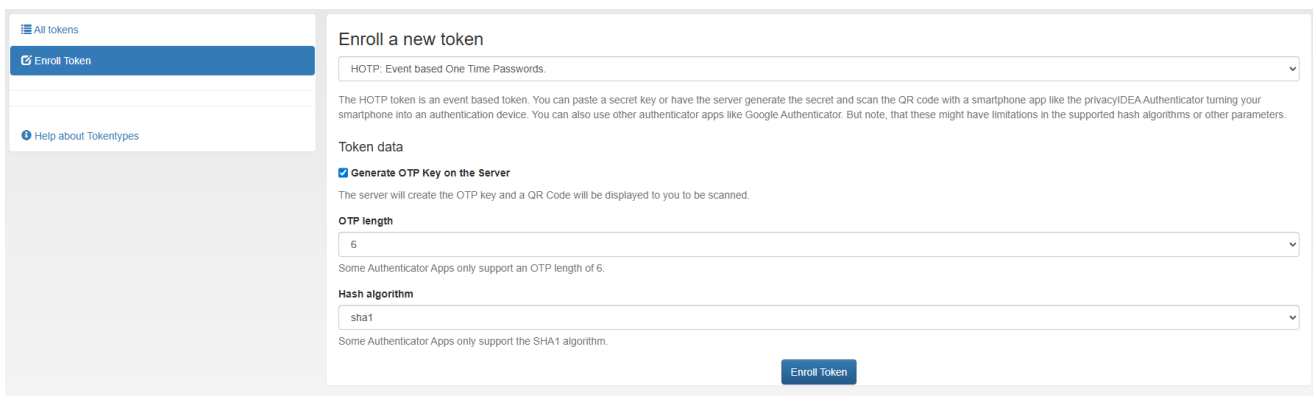 All tokens
Enroll Token
Help about Tokentypes
Enroll a new token
HOTP: Event based One Time Passwords.
The HOTP token is an event based token. You can paste a secret key or have the server generate the secret and scan the QR code with a smartphone app like the privacyIDEA Authenticator turning your
smartphone into an authentication device. You can also use other authenticator apps like Google Authenticator. But note, that these might have limitations in the supported hash algorithms or other parameters.
Token data
Generate OTP Key on the Server
The server will create the OTP key and a QR Code will be displayed to you to be scanned.
OTP length
6
Some Authenticator Apps only support an OTP length of 6.
Hash algorithm
sha1
Some Authenticator Apps only support the SHA1 algorithm.
Enroll Token